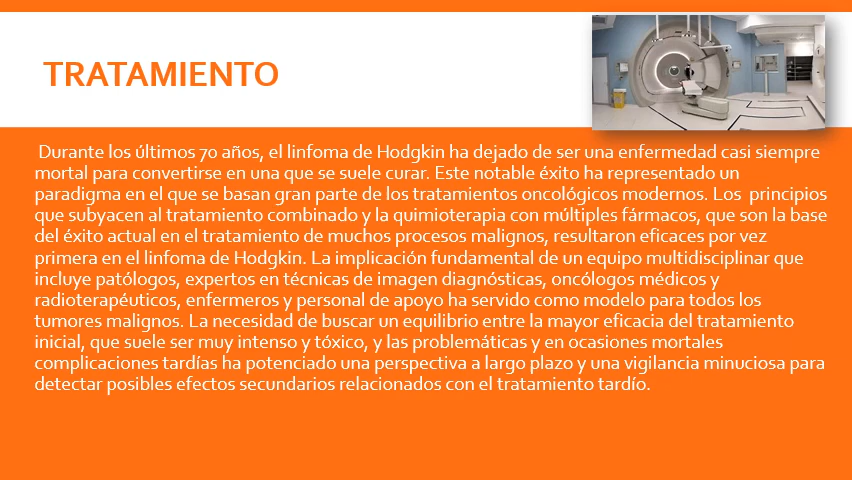 TRATAMIENTO
Durante los últimos 70 años, el linfoma de Hodgkin ha dejado de ser una enfermedad casi siempre
mortal para convertirse en una que se suele curar. Este notable éxito ha representado un
paradigma en el que se basan gran parte de los tratamientos oncológicos modernos. Los principios
que subyacen al tratamiento combinado y la quimioterapia con múltiples fármacos, que son la base
del éxito actual en el tratamiento de muchos procesos malignos, resultaron eficaces por vez
primera en el linfoma de Hodgkin. La implicación fundamental de un equipo multidisciplinar que
incluye patólogos, expertos en técnicas de imagen diagnósticas, oncólogos médicos y
radioterapéuticos, enfermeros y personal de apoyo ha servido como modelo para todos los
tumores malignos. La necesidad de buscar un equilibrio entre la mayor eficacia del tratamiento
inicial, que suele ser muy intenso y tóxico, y las problemáticas y en ocasiones mortales
complicaciones tardías ha potenciado una perspectiva a largo plazo y una vigilancia minuciosa para
detectar posibles efectos secundarios relacionados con el tratamiento tardío.